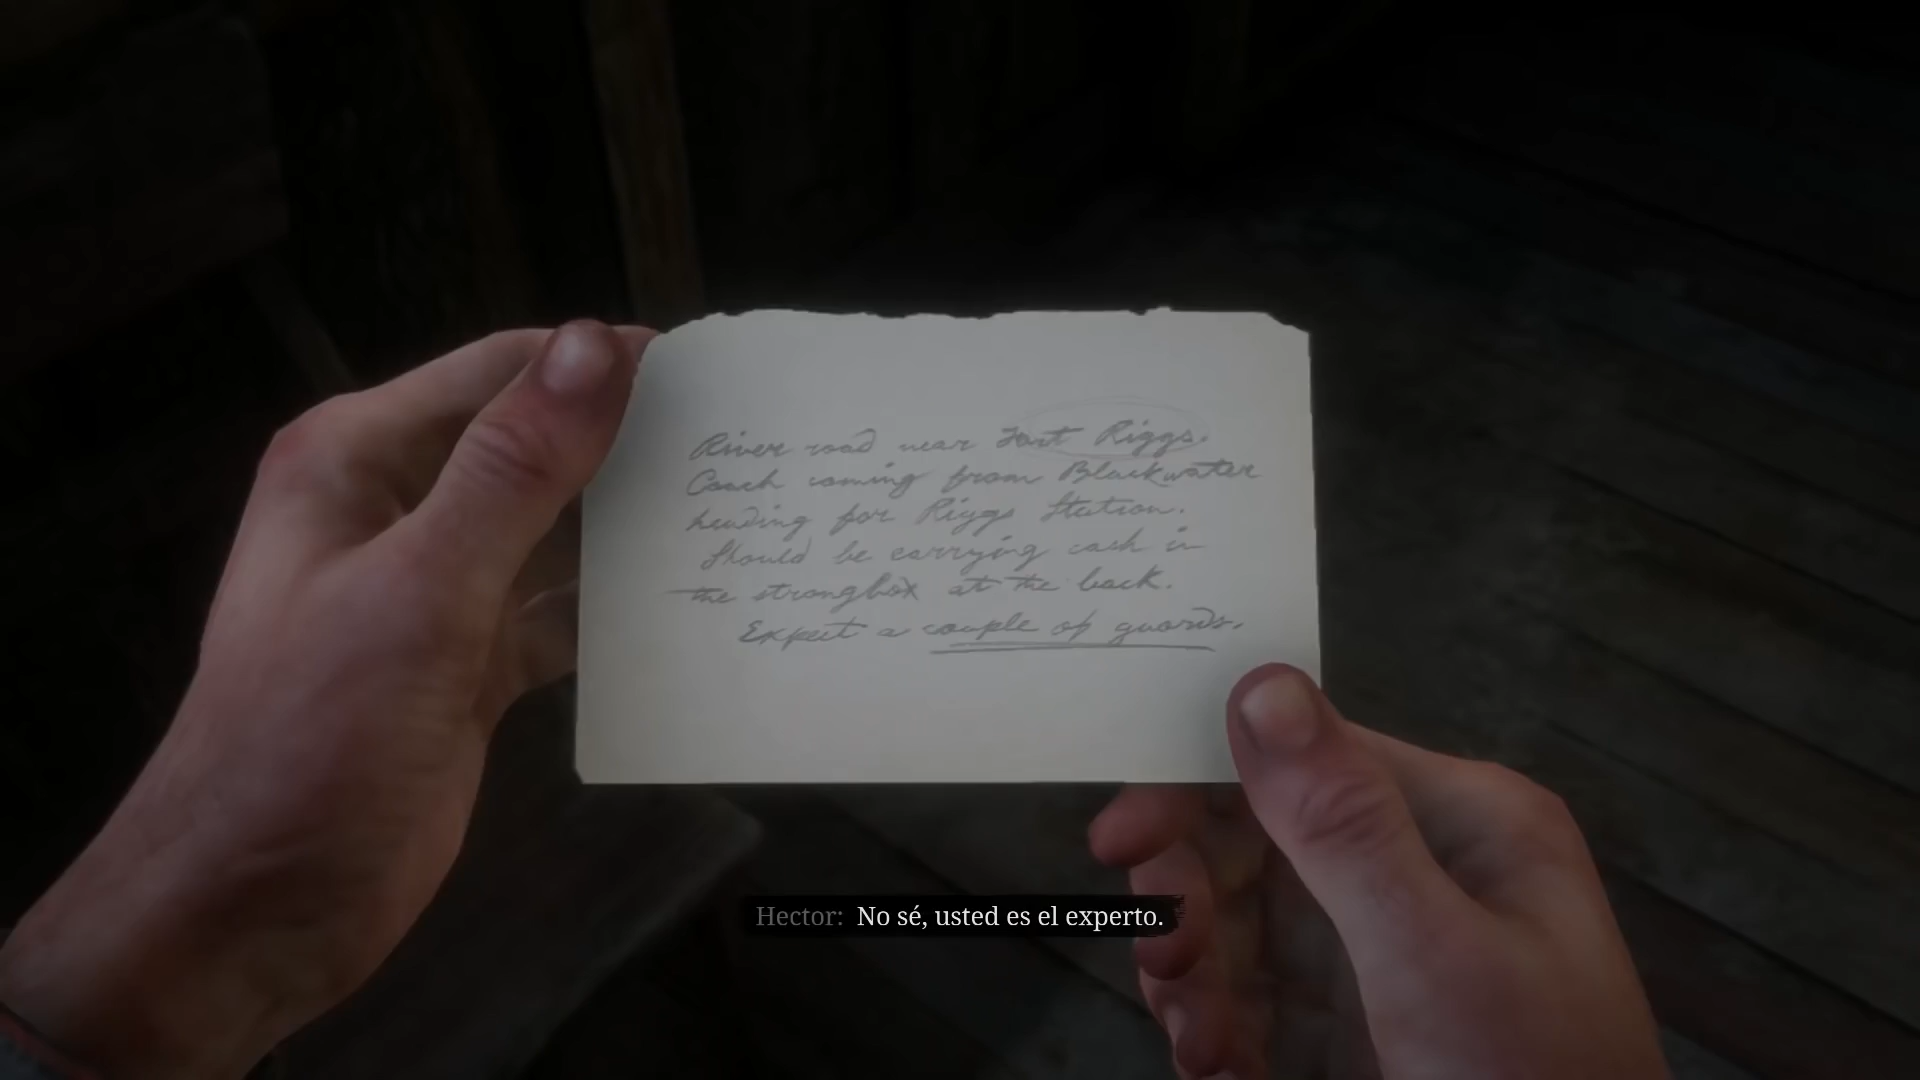 River road near Fort Riggs.
Coach coming from Blackwater
heading for Riggs Station.
Should be carrying cash in
the strongbox at the back.
Expect a couple of guards.
Hector: No sé, usted es el experto.